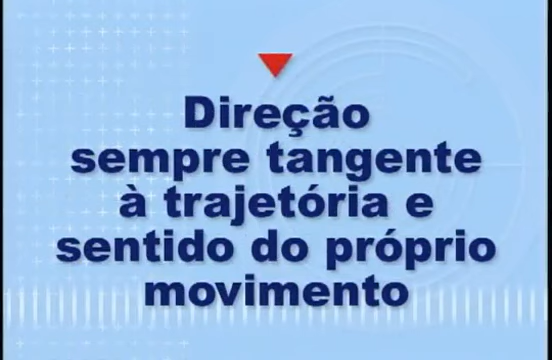 Direção
sempre tangente
à trajetória e
sentido do próprio
movimento